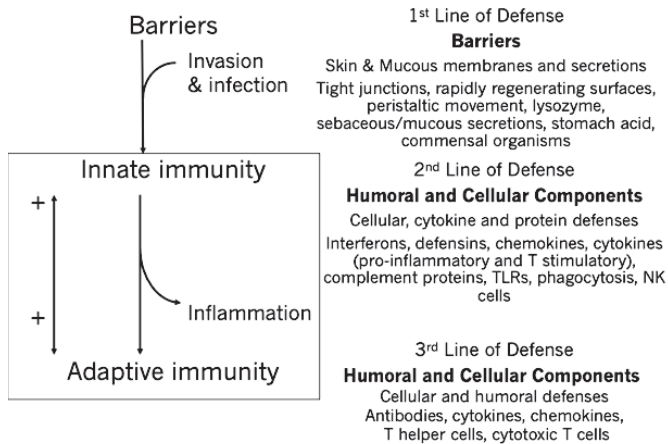 Barriers
Invasion
& infection
Innate immunity
+
+
Inflammation
Adaptive immunity
1st Line of Defense
Barriers
Skin & Mucous membranes and secretions
Tight junctions, rapidly regenerating surfaces,
peristaltic movement, lysozyme,
sebaceous/mucous secretions, stomach acid,
commensal organisms
2nd Line of Defense
Humoral and Cellular Components
Cellular, cytokine and protein defenses
Interferons, defensins, chemokines, cytokines
(pro-inflammatory and T stimulatory),
complement proteins, TLRs, phagocytosis, NK
cells
3rd Line of Defense
Humoral and Cellular Components
Cellular and humoral defenses
Antibodies, cytokines, chemokines,
T helper cells, cytotoxic T cells